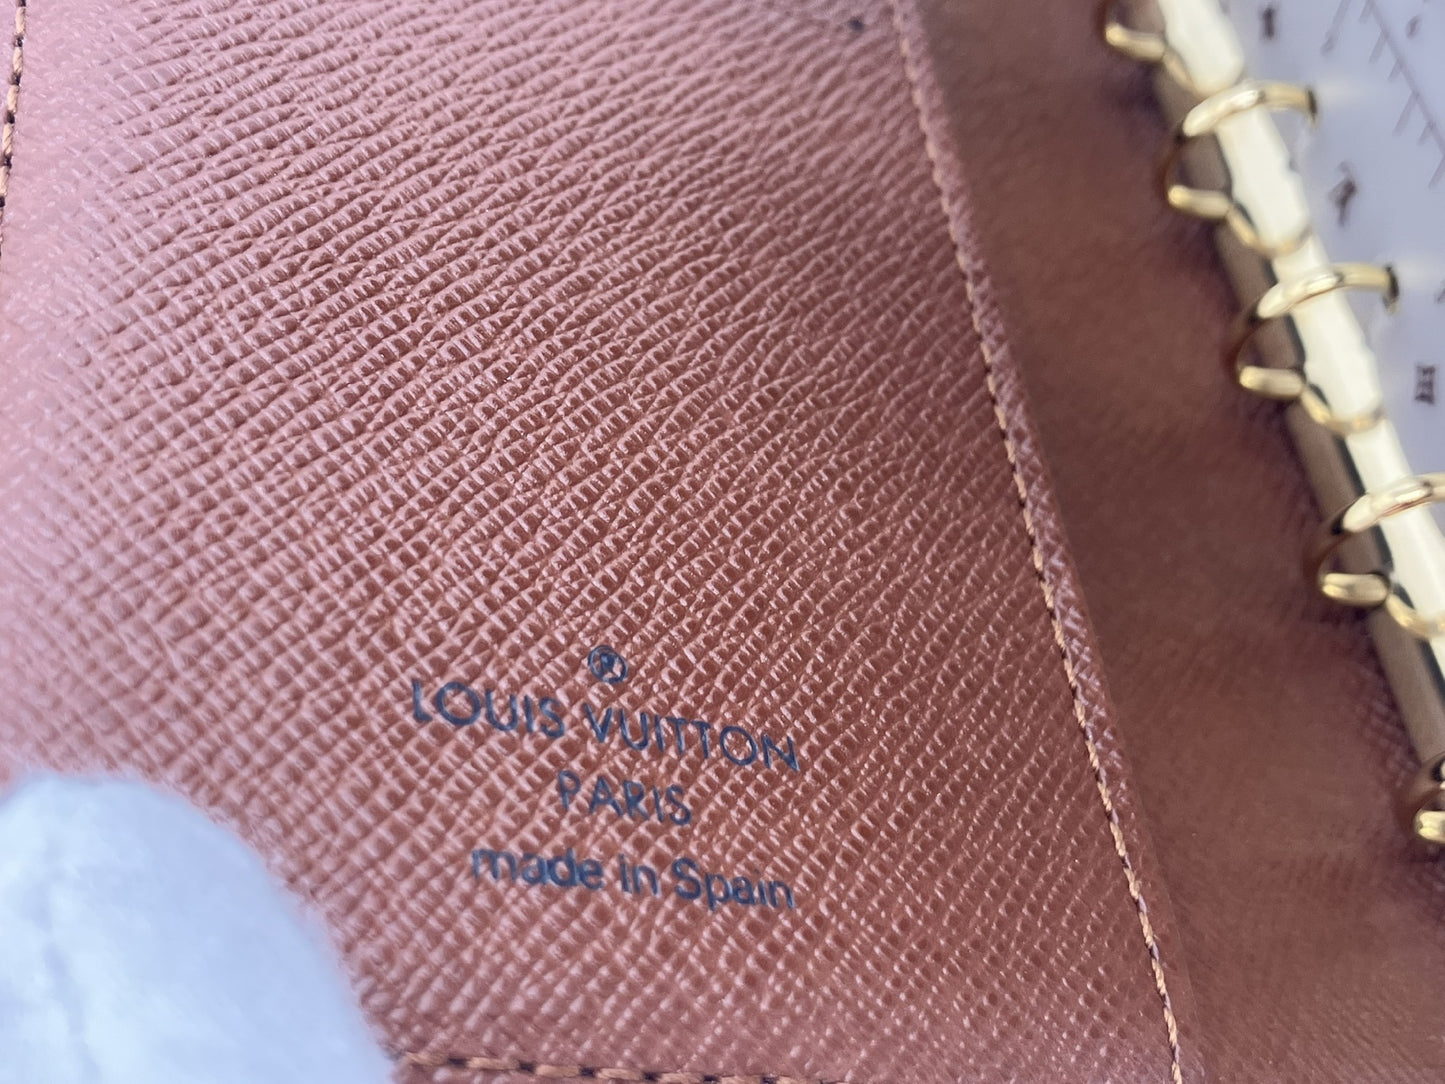 ®
LOUIS VUITTON
PARIS
made in Spain